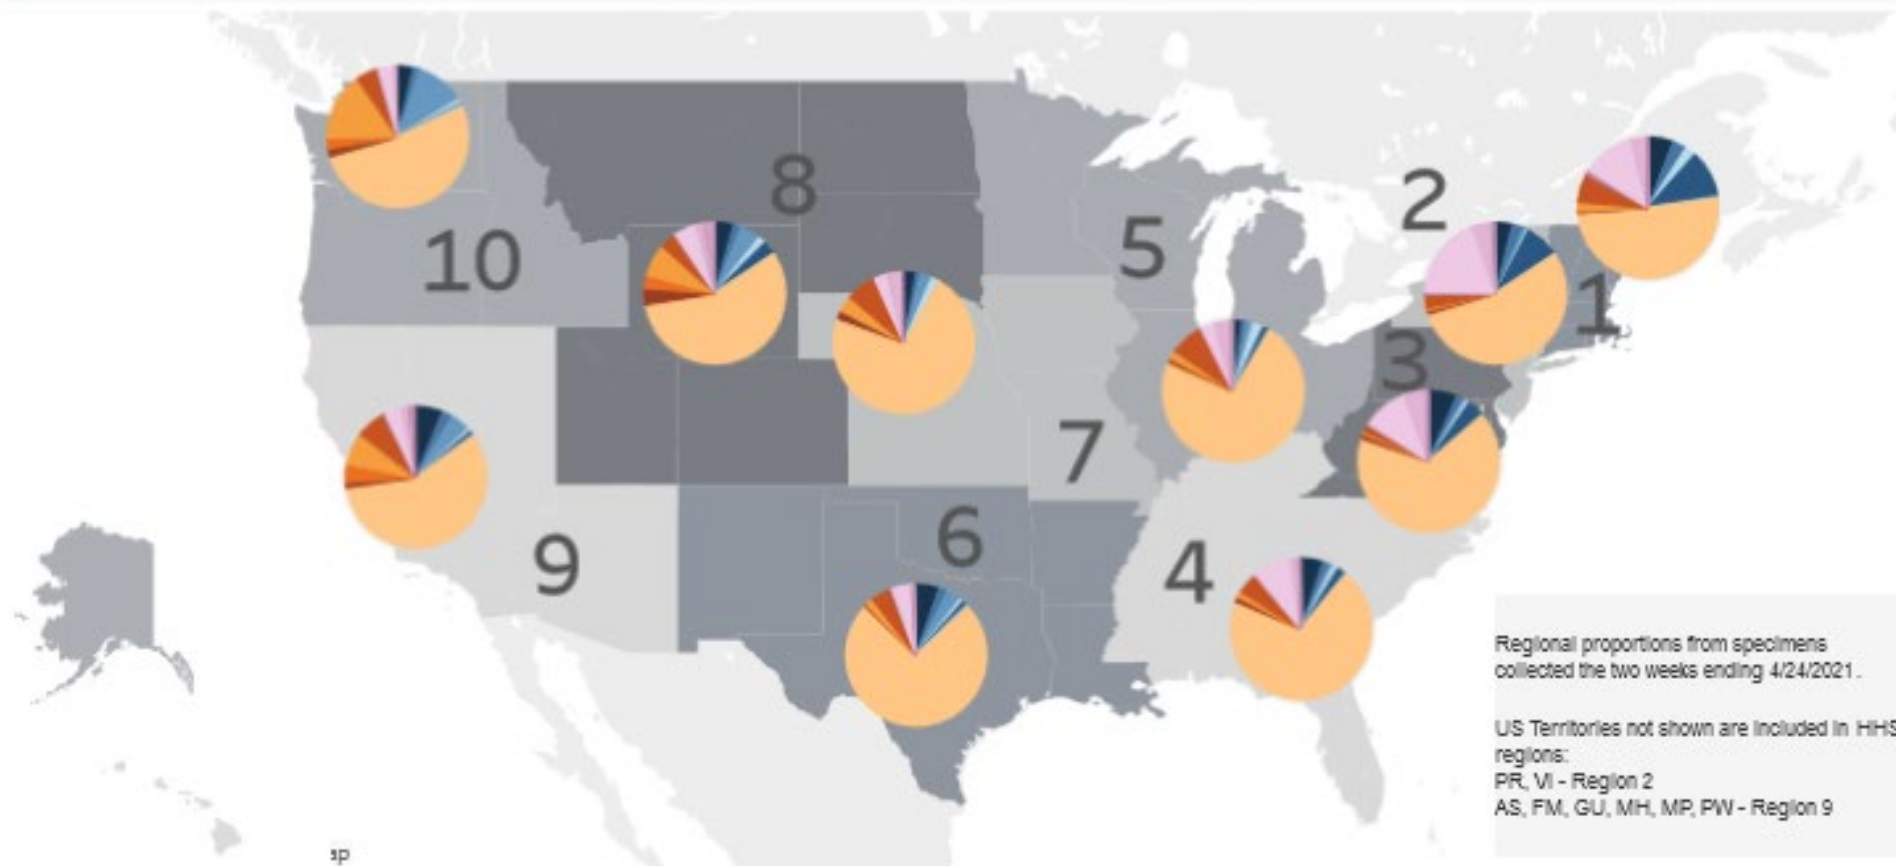 8
2
10
5
1
3
7
6
9
4
Regional proportions from specimens
collected the two weeks ending 4/24/2021.
US Territories not shown are included in HHS
regions:
PR, VI - Region 2
AS, FM, GU, MH, MP, PW - Region 9
ap